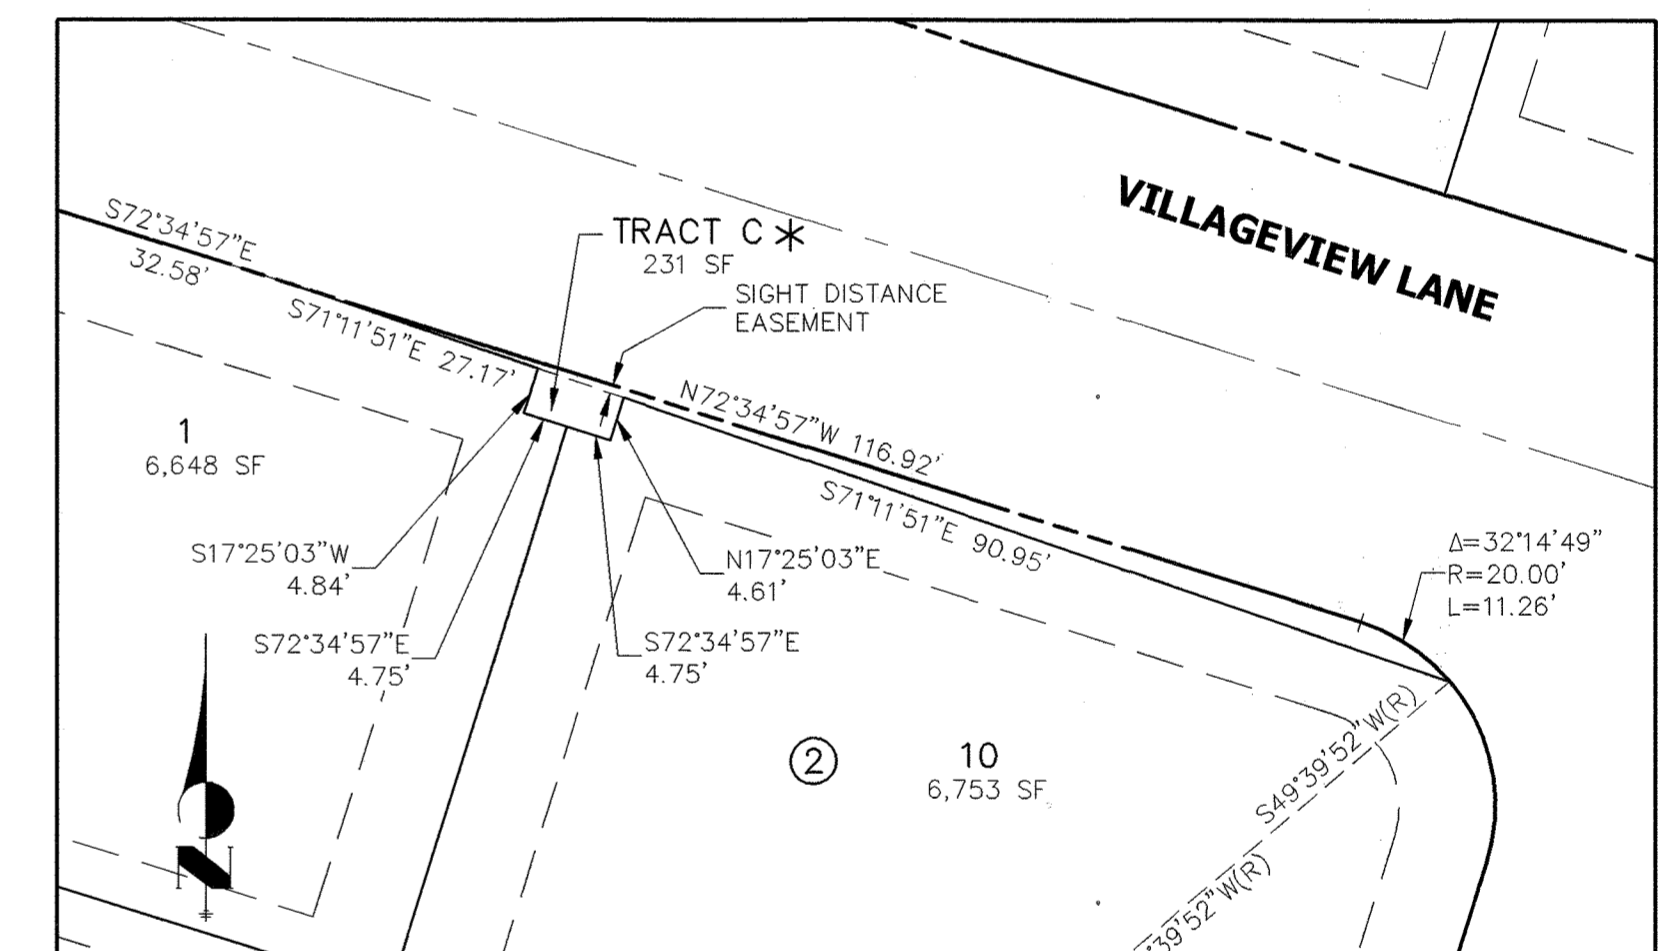 VILLAGEVIEW LANE
S72°34'57"E
32.58'
TRACT C *
231 SF
SIGHT DISTANCE
EASEMENT
S71°11'51"E 27.17'
N72°34'57"W 116.92'
S71°11'51"E 90.95'
1
6,648 SF
S17°25'03"W
4.84'
N17°25'03"E
4.61'
Δ=32°14'49"
R=20.00'
L=11.26'
S72°34'57"E
4.75'
S72°34'57"E
4.75'
2
10
6,753 SF
S49°39'52"W(R)
°39'52"W(R)
N